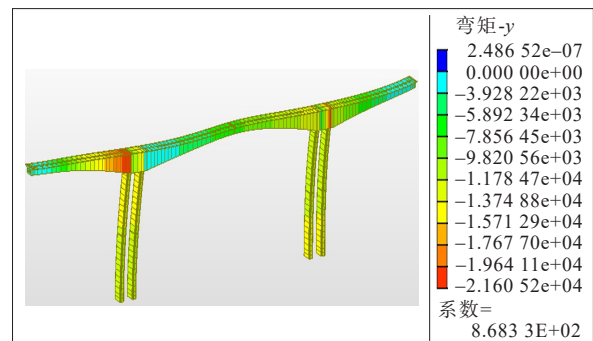 弯矩-y
2.486 52e–07
0.000 00e+00
–3.928 22e+03
–5.892 34e+03
–7.856 45e+03
–9.820 56e+03
–1.178 47e+04
–1.374 88e+04
–1.571 29e+04
–1.767 70e+04
–1.964 11e+04
–2.160 52e+04
系数=
8.683 3E+02